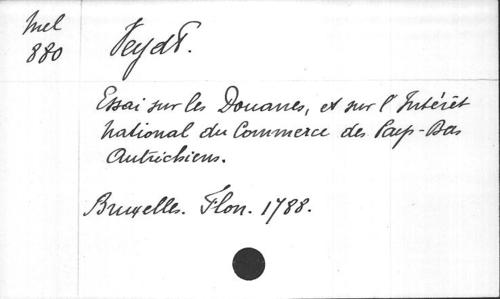 Mel
880
Veydt.
Essai sur les Douanes, et sur l'Intérêt
national du Commerce des Pays-Bas
Autrichiens.
Bruxelles. Flon. 1788.